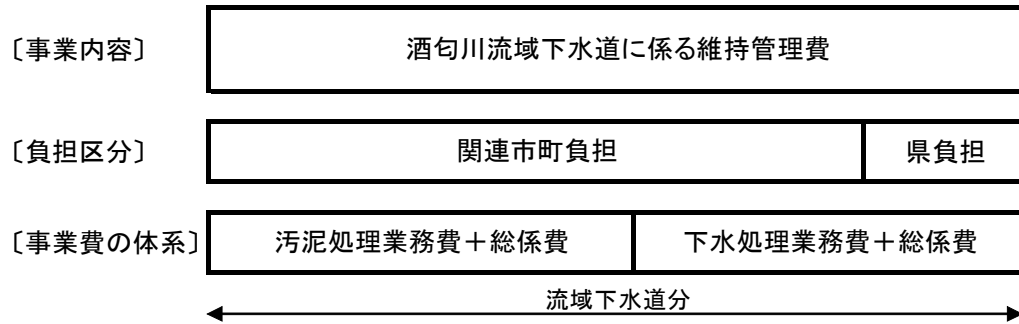 〔事業内容〕 酒匂川流域下水道に係る維持管理費
〔負担区分〕 関連市町負担 県負担
〔事業費の体系〕 汚泥処理業務費＋総係費 下水処理業務費＋総係費
流域下水道分